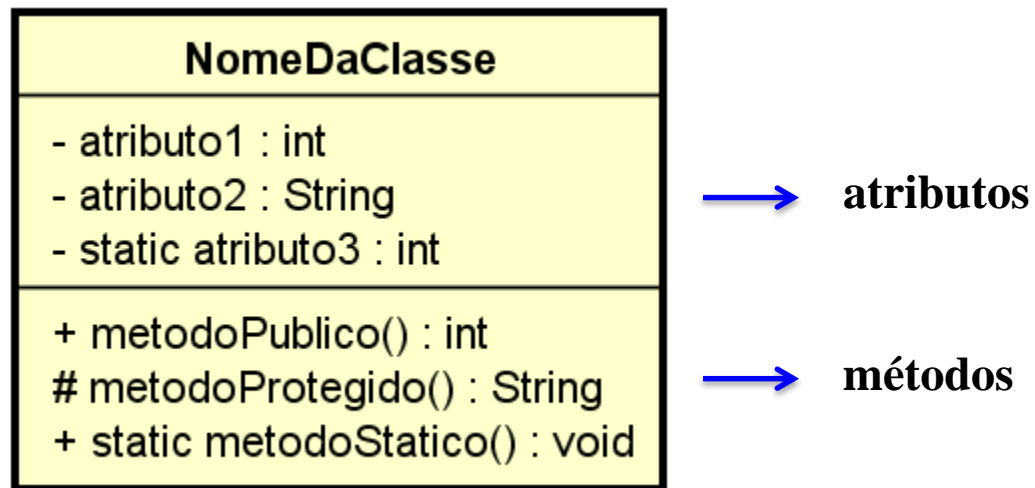 NomeDaClasse
- atributo1 : int
- atributo2 : String
- static atributo3 : int
atributos
+ metodoPublico() : int
# metodoProtegido() : String
+ static metodoStatico() : void
métodos